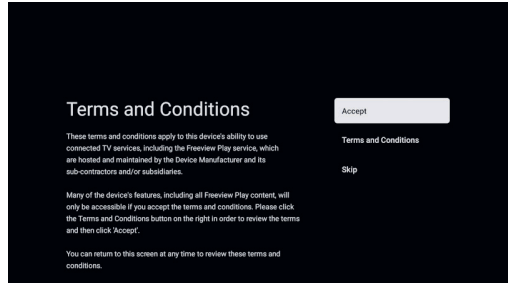 Terms and Conditions
These terms and conditions apply to this device's ability to use
connected TV services, including the Freeview Play service, which
are hosted and maintained by the Device Manufacturer and its
sub-contractors and/or subsidiaries.
Many of the device's features, including all Freeview Play content, will
only be accessible if you accept the terms and conditions. Please click
the Terms and Conditions button on the right in order to review the terms
and then click 'Accept'.
You can return to this screen at any time to review these terms and
conditions.
Accept
Terms and Conditions
Skip